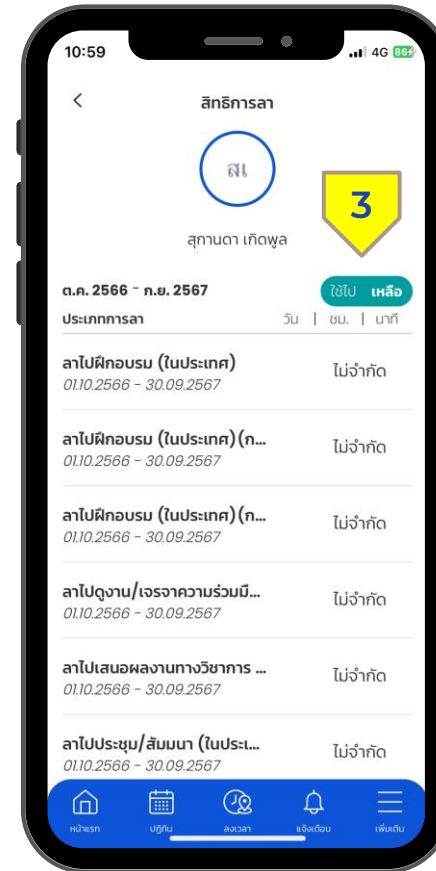 10:59 4G 86
สิทธิการลา
สเ
3
สุกานดา เกิดพูล
ต.ค. 2566 - ก.ย. 2567 ใช้ไป เหลือ
ประเภทการลา วัน | ชม. | นาที
ลาไปฝึกอบรม (ในประเทศ) ไม่จำกัด
01.10.2566 - 30.09.2567
ลาไปฝึกอบรม (ในประเทศ) (ก... ไม่จำกัด
01.10.2566 - 30.09.2567
ลาไปฝึกอบรม (ในประเทศ) (ก... ไม่จำกัด
01.10.2566 - 30.09.2567
ลาไปดูงาน/เจรจาความร่วมมื... ไม่จำกัด
01.10.2566 - 30.09.2567
ลาไปเสนอผลงานทางวิชาการ ... ไม่จำกัด
01.10.2566 - 30.09.2567
ลาไปประชุม/สัมมนา (ในประเ... ไม่จำกัด
01.10.2566 - 30.09.2567
หน้าแรก ปฏิทิน ลงเวลา แจ้งเตือน เพิ่มเติม